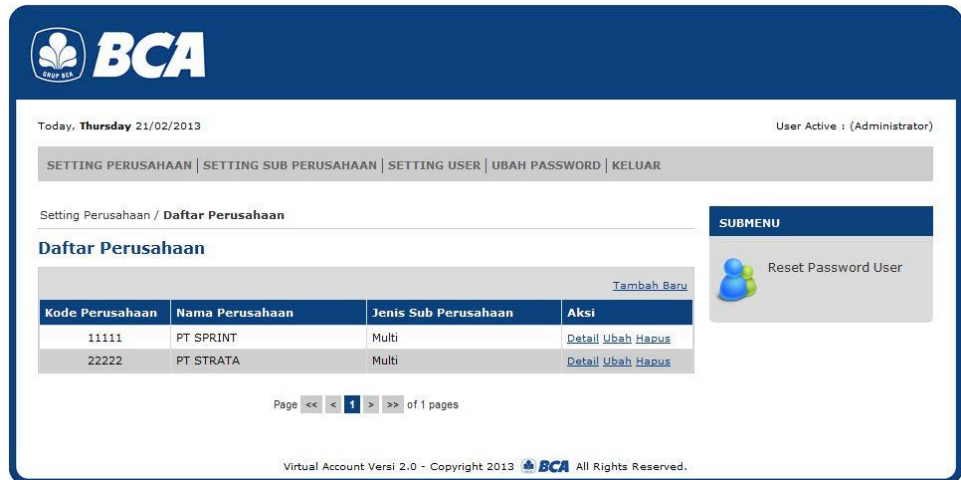 GRUP BCA
BCA
Today, Thursday 21/02/2013
User Active : (Administrator)
SETTING PERUSAHAAN | SETTING SUB PERUSAHAAN | SETTING USER | UBAH PASSWORD | KELUAR
Setting Perusahaan / Daftar Perusahaan
Daftar Perusahaan
Tambah Baru
Kode Perusahaan Nama Perusahaan Jenis Sub Perusahaan Aksi
11111 PT SPRINT Multi Detail Ubah Hapus
22222 PT STRATA Multi Detail Ubah Hapus
Page << < 1 > >> of 1 pages
SUBMENU
Reset Password User
Virtual Account Versi 2.0 - Copyright 2013 BCA All Rights Reserved.